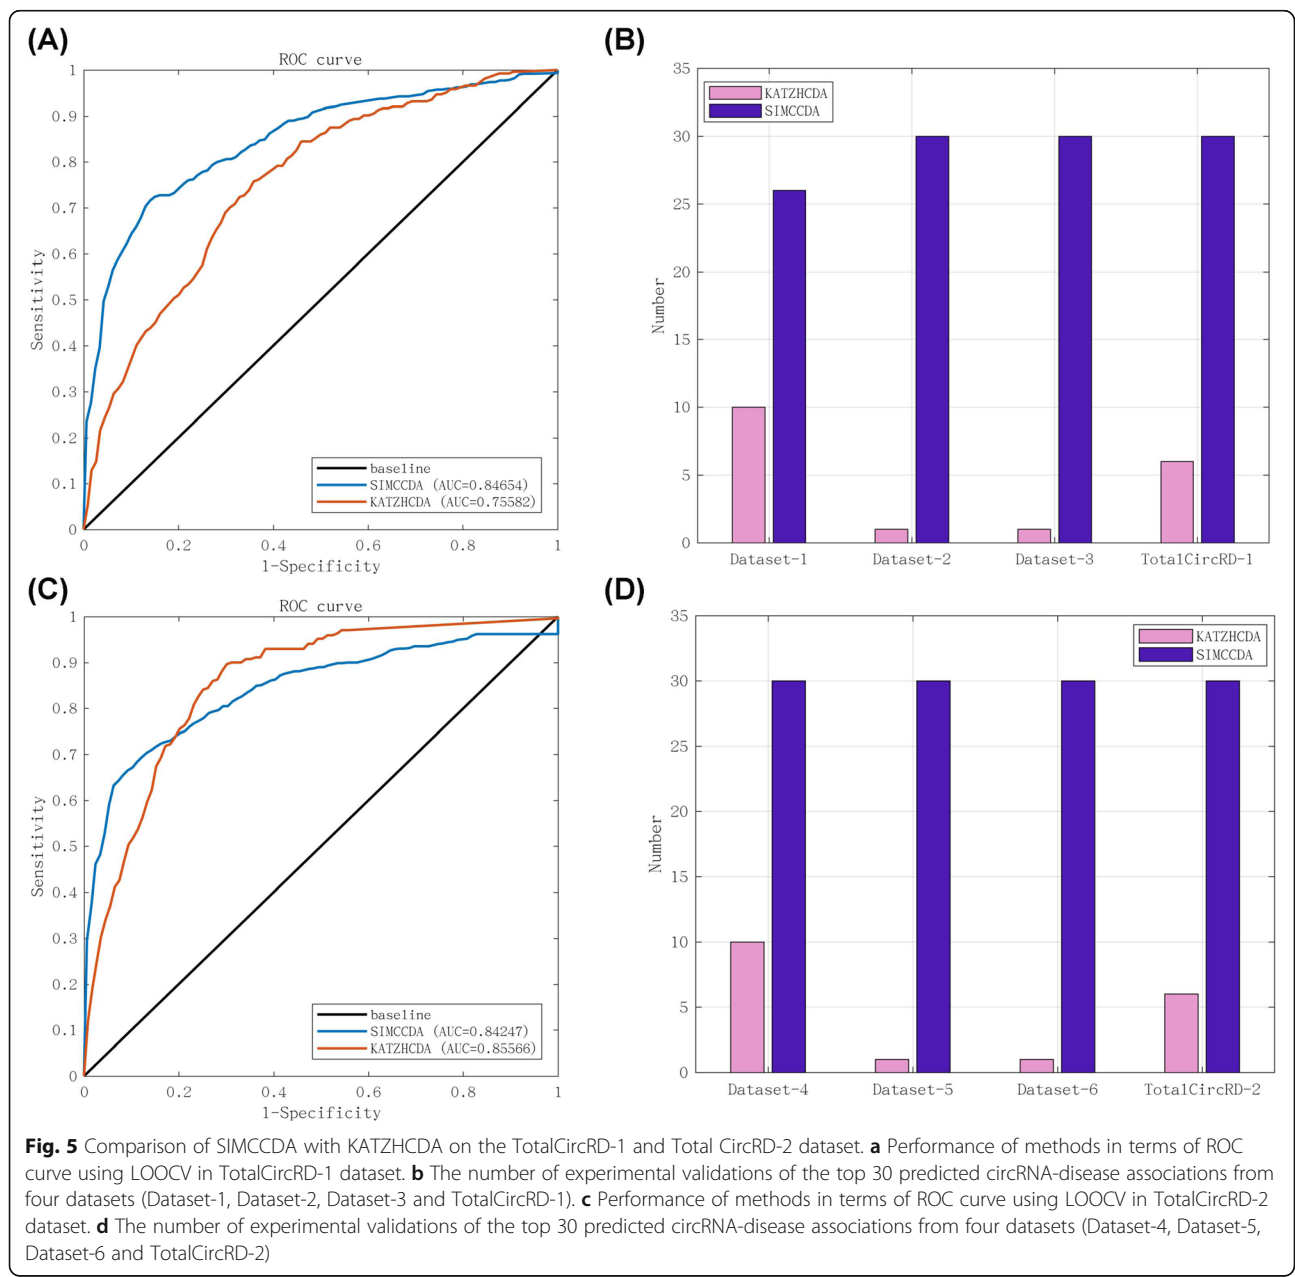 (A)
ROC curve
1
0.9
0.8
0.7
0.6
0.5
0.4
0.3
0.2
0.1
0
Sensitivity
baseline
SIMCCDA (AUC=0.84654)
KATZHCDA (AUC=0.75582)
0 0.2 0.4 0.6 0.8 1
1-Specificity
(B)
35
30
25
20
15
10
5
0
Number
KATZHCDA
SIMCCDA
Dataset-1 Dataset-2 Dataset-3 TotalCircRD-1
(C)
ROC curve
1
0.9
0.8
0.7
0.6
0.5
0.4
0.3
0.2
0.1
0
Sensitivity
baseline
SIMCCDA (AUC=0.84247)
KATZHCDA (AUC=0.85566)
0 0.2 0.4 0.6 0.8 1
1-Specificity
(D)
35
30
25
20
15
10
5
0
Number
KATZHCDA
SIMCCDA
Dataset-4 Dataset-5 Dataset-6 TotalCircRD-2
Fig. 5 Comparison of SIMCCDA with KATZHCDA on the TotalCircRD-1 and Total CircRD-2 dataset. a Performance of methods in terms of ROC
curve using LOOCV in TotalCircRD-1 dataset. b The number of experimental validations of the top 30 predicted circRNA-disease associations from
four datasets (Dataset-1, Dataset-2, Dataset-3 and TotalCircRD-1). c Performance of methods in terms of ROC curve using LOOCV in TotalCircRD-2
dataset. d The number of experimental validations of the top 30 predicted circRNA-disease associations from four datasets (Dataset-4, Dataset-5,
Dataset-6 and TotalCircRD-2)